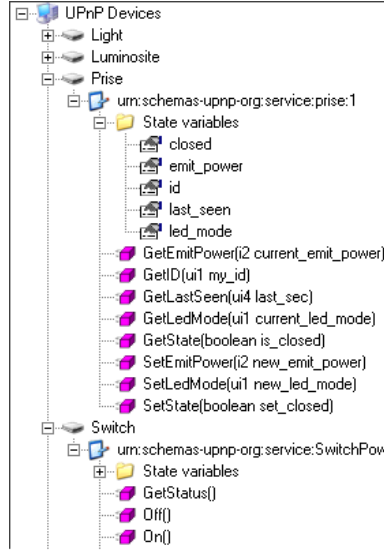 UPnP Devices
Light
Luminosite
Prise
urn:schemas-upnp-org:service:prise:1
State variables
closed
emit_power
id
last_seen
led_mode
GetEmitPower(i2 current_emit_power)
GetID(ui1 my_id)
GetLastSeen(ui4 last_sec)
GetLedMode(ui1 current_led_mode)
GetState(boolean is_closed)
SetEmitPower(i2 new_emit_power)
SetLedMode(ui1 new_led_mode)
SetState(boolean set_closed)
Switch
urn:schemas-upnp-org:service:SwitchPow
State variables
GetStatus()
Off()
On()